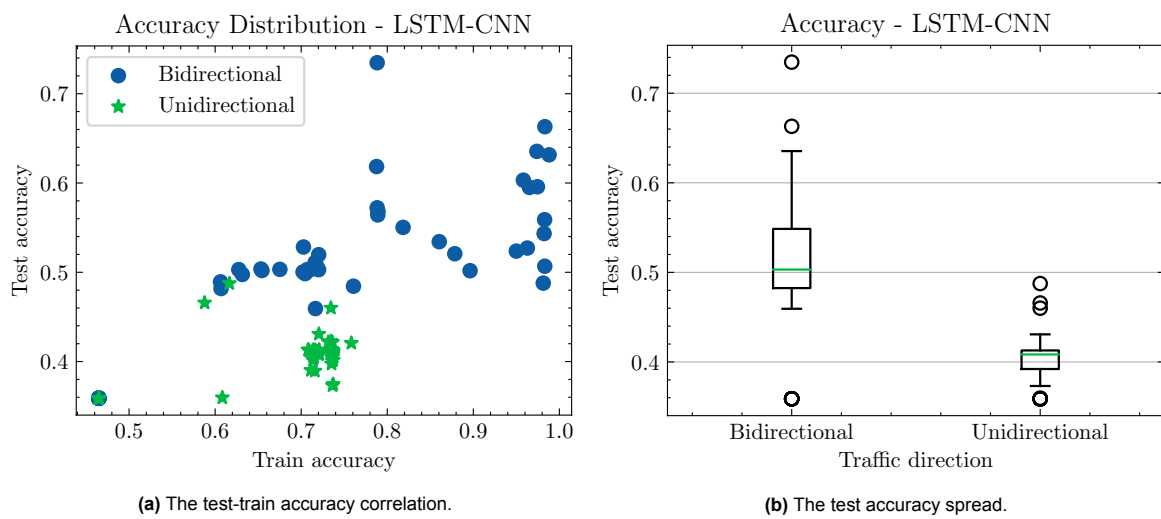 Accuracy Distribution - LSTM-CNN
Bidirectional
Unidirectional
Test accuracy
0.7
0.6
0.5
0.4
0.5
0.6
0.7
0.8
0.9
1.0
Train accuracy
(a) The test-train accuracy correlation.
Accuracy - LSTM-CNN
Test accuracy
0.7
0.6
0.5
0.4
Bidirectional
Unidirectional
Traffic direction
(b) The test accuracy spread.